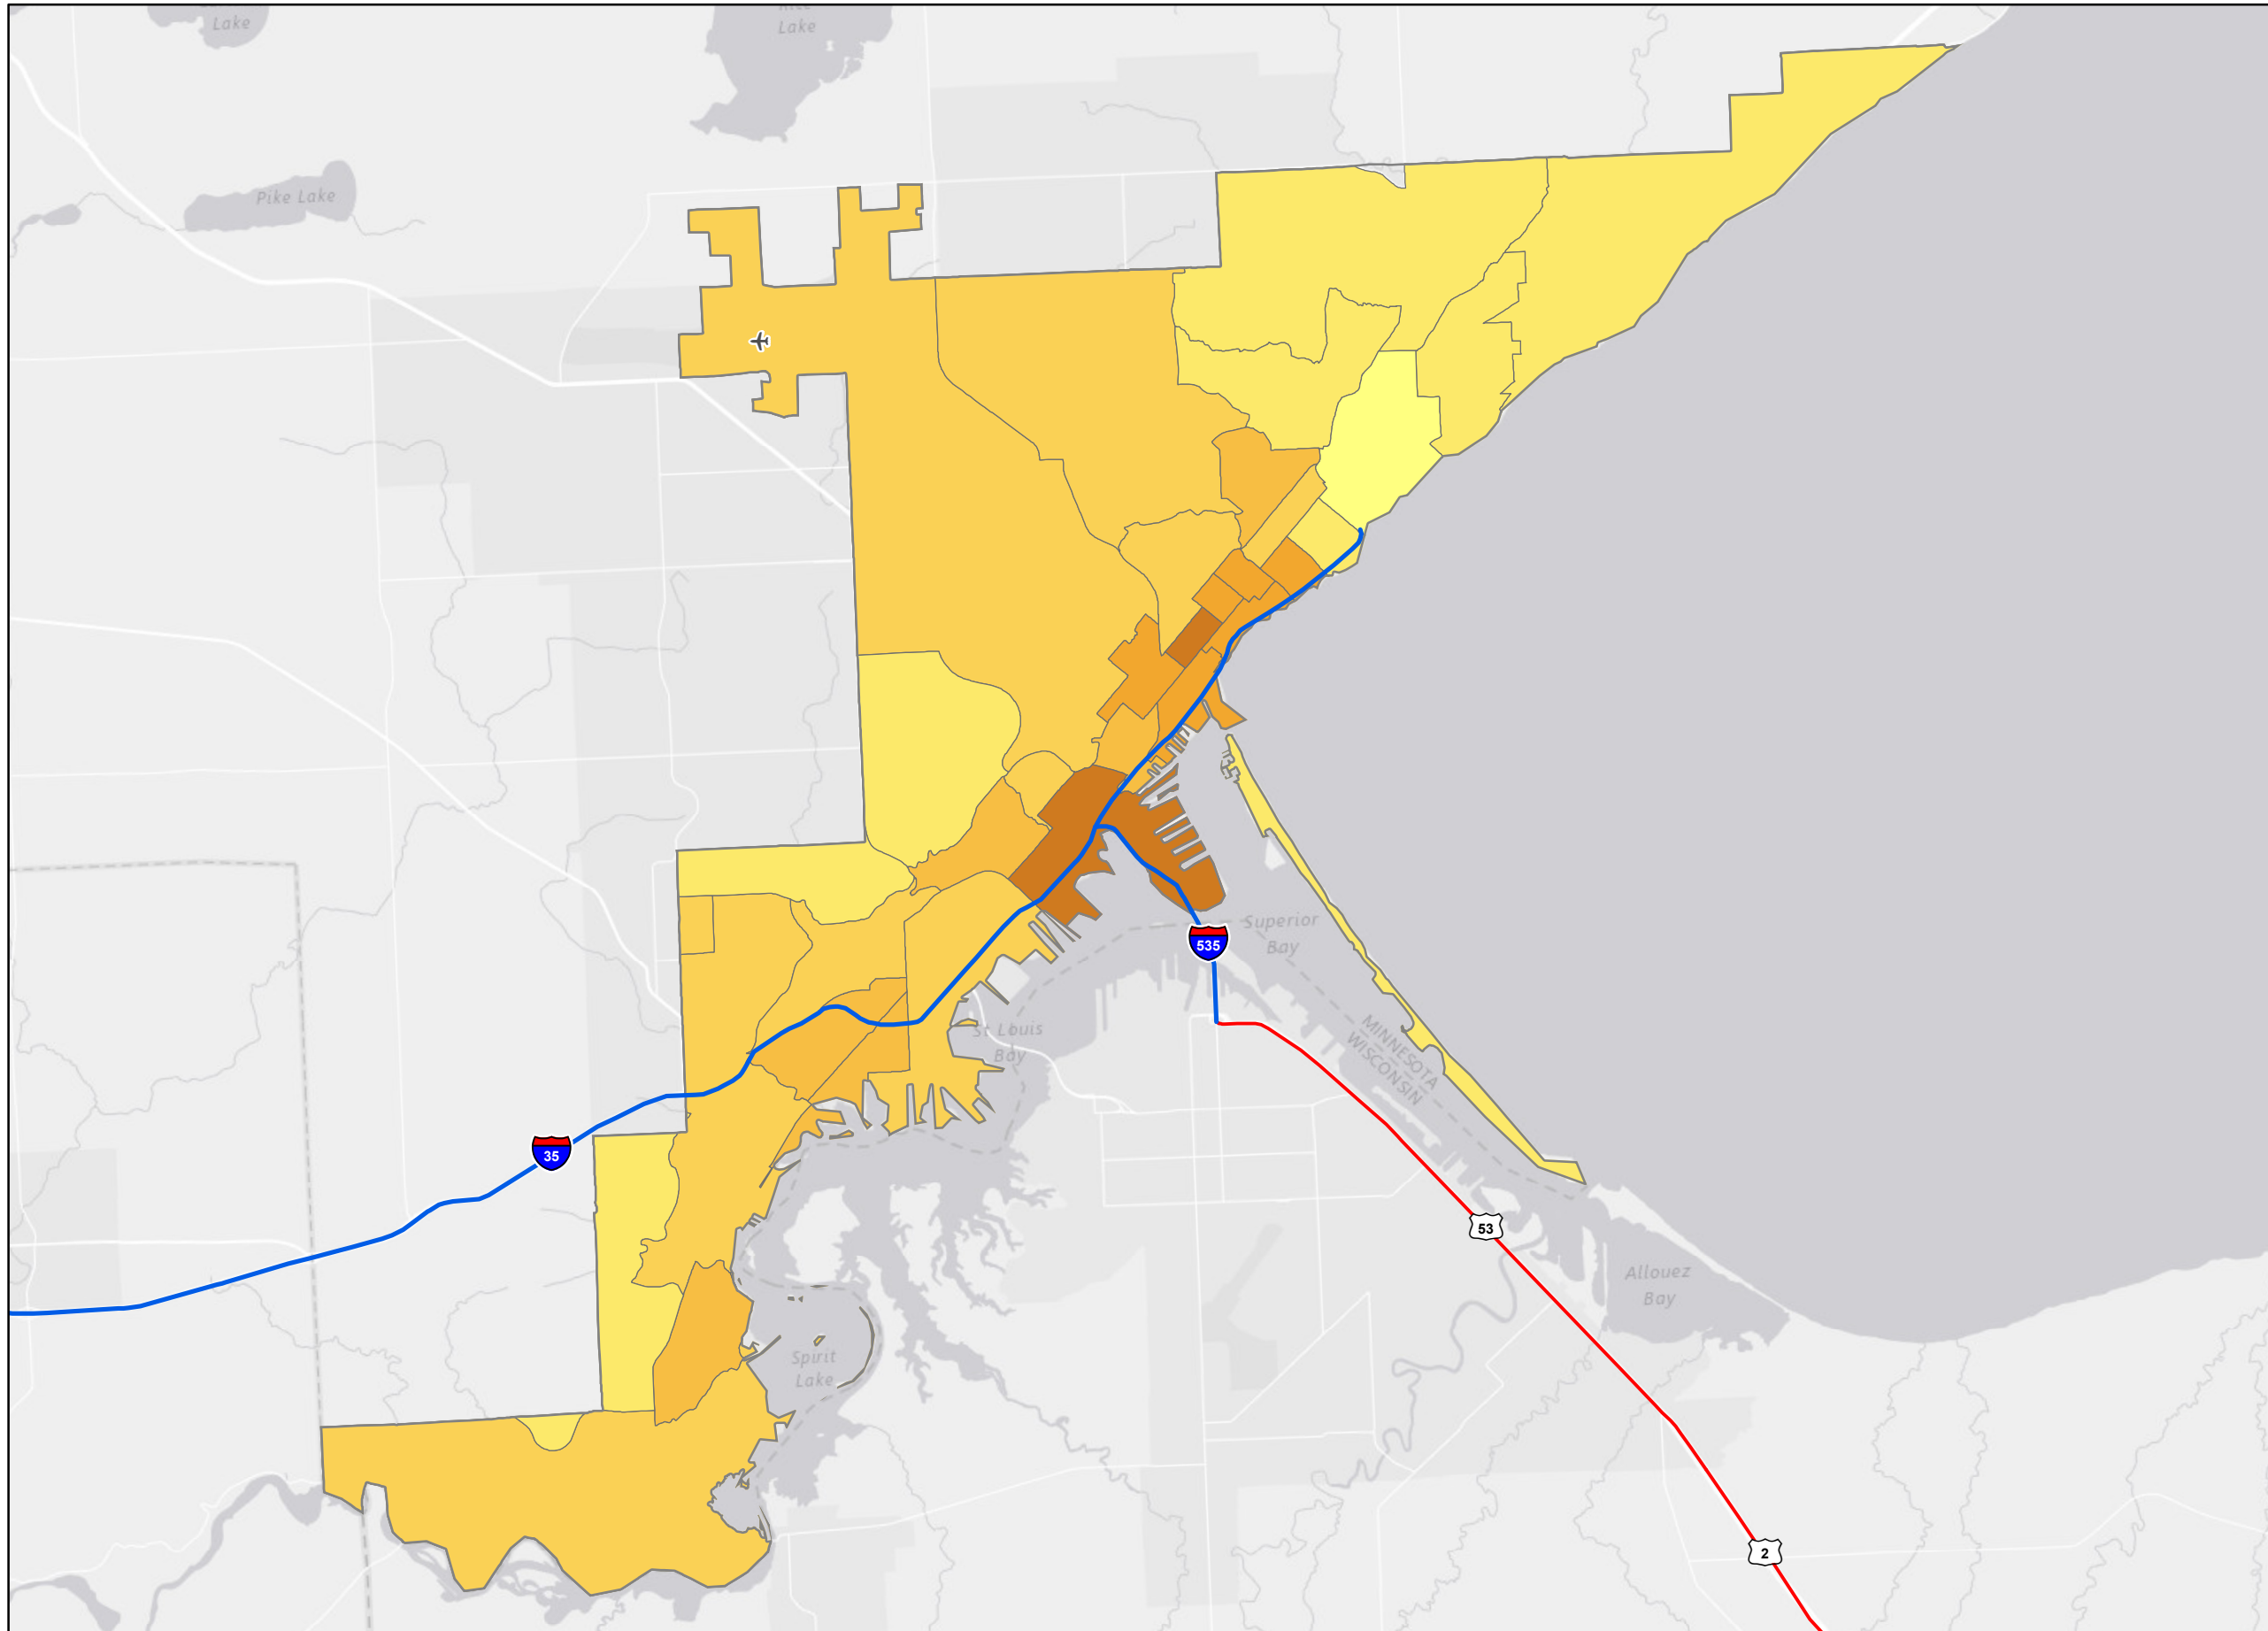 Lake
Lake
Pike Lake
Superior
Bay
535
St Louis
Bay
MINNESOTA
WISCONSIN
35
53
Allouez
Bay
Spirit
Lake
2